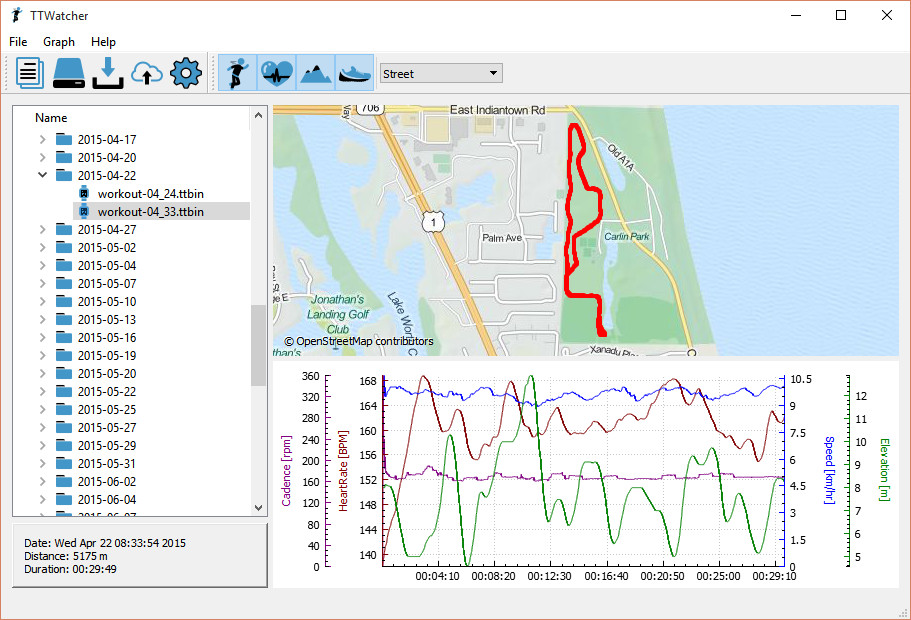 TTWatcher
File Graph Help
Street
Name
2015-04-17
2015-04-20
2015-04-22
workout-04_24.ttbin
workout-04_33.ttbin
2015-04-27
2015-05-02
2015-05-04
2015-05-07
2015-05-10
2015-05-13
2015-05-16
2015-05-19
2015-05-20
2015-05-22
2015-05-25
2015-05-27
2015-05-29
2015-05-31
2015-06-02
2015-06-04
2015-06-07
Date: Wed Apr 22 08:33:54 2015
Distance: 5175 m
Duration: 00:29:49
Way
706
East Indiantown Rd
Old A1A
1
Palm Ave
Carlin Park
E
Jonathan's
Landing Golf
Club
Lake Wor
© OpenStreetMap contributors
than's
Xanadu Pl
Cadence [rpm]
360
320
280
240
200
160
120
80
40
0
HeartRate [BPM]
168
164
160
156
152
148
144
140
00:04:10 00:08:20 00:12:30 00:16:40 00:20:50 00:25:00 00:29:10
10.5
9
7.5
6
4.5
3
1.5
0
Speed [km/hr]
12
11
10
9
8
7
6
5
Elevation [m]